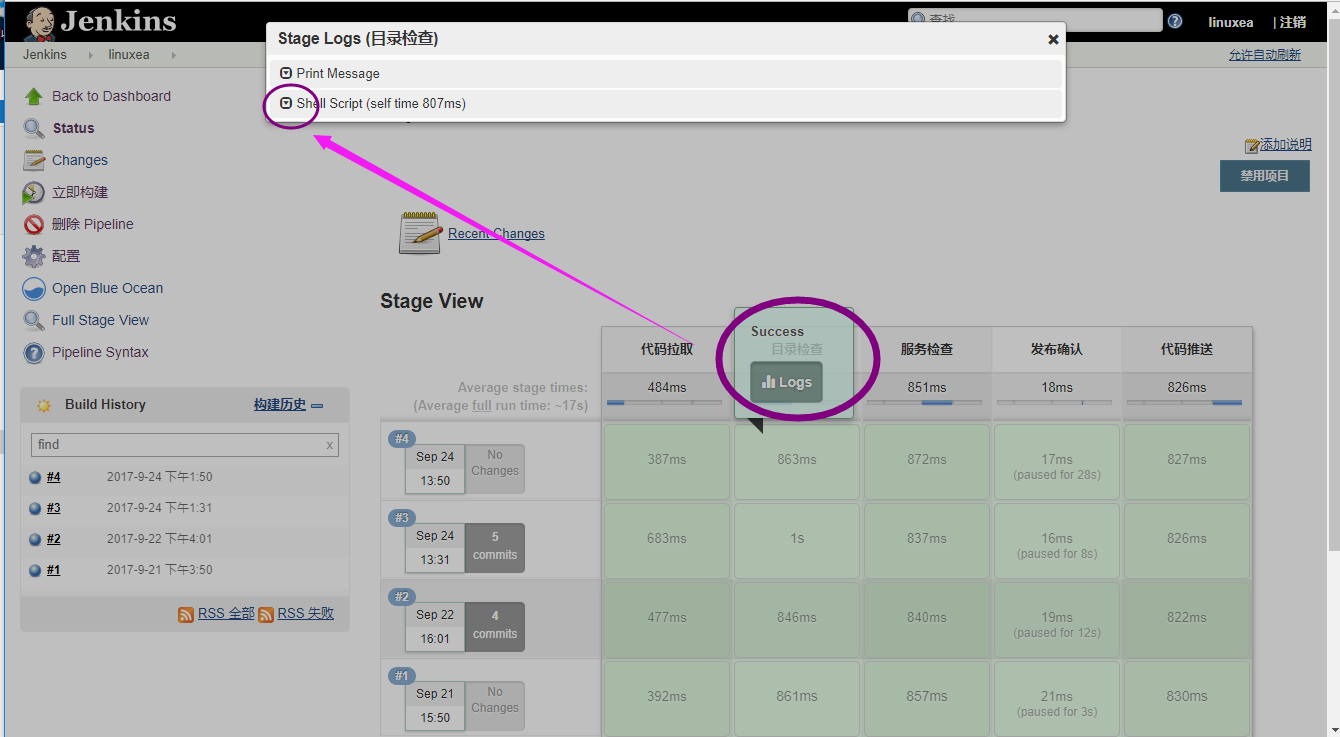 Jenkins
查找
linuxea
| 注销
Jenkins
linuxea
允许自动刷新
Stage Logs (目录检查)
Print Message
Shell Script (self time 807ms)
Back to Dashboard
Status
Changes
立即构建
删除 Pipeline
配置
Open Blue Ocean
Full Stage View
Pipeline Syntax
添加说明
禁用项目
Recent Changes
Build History
构建历史
find
x
#4 2017-9-24 下午1:50
#3 2017-9-24 下午1:31
#2 2017-9-22 下午4:01
#1 2017-9-21 下午3:50
RSS 全部 RSS 失败
Stage View
代码拉取
Success
目录检查
Logs
服务检查
发布确认
代码推送
Average stage times:
(Average full run time: ~17s)
484ms
851ms
18ms
826ms
#4
Sep 24
13:50
No
Changes
387ms
863ms
872ms
17ms
(paused for 28s)
827ms
#3
Sep 24
13:31
5
commits
683ms
1s
837ms
16ms
(paused for 8s)
826ms
#2
Sep 22
16:01
4
commits
477ms
846ms
840ms
19ms
(paused for 12s)
822ms
#1
Sep 21
15:50
No
Changes
392ms
861ms
857ms
21ms
(paused for 3s)
830ms